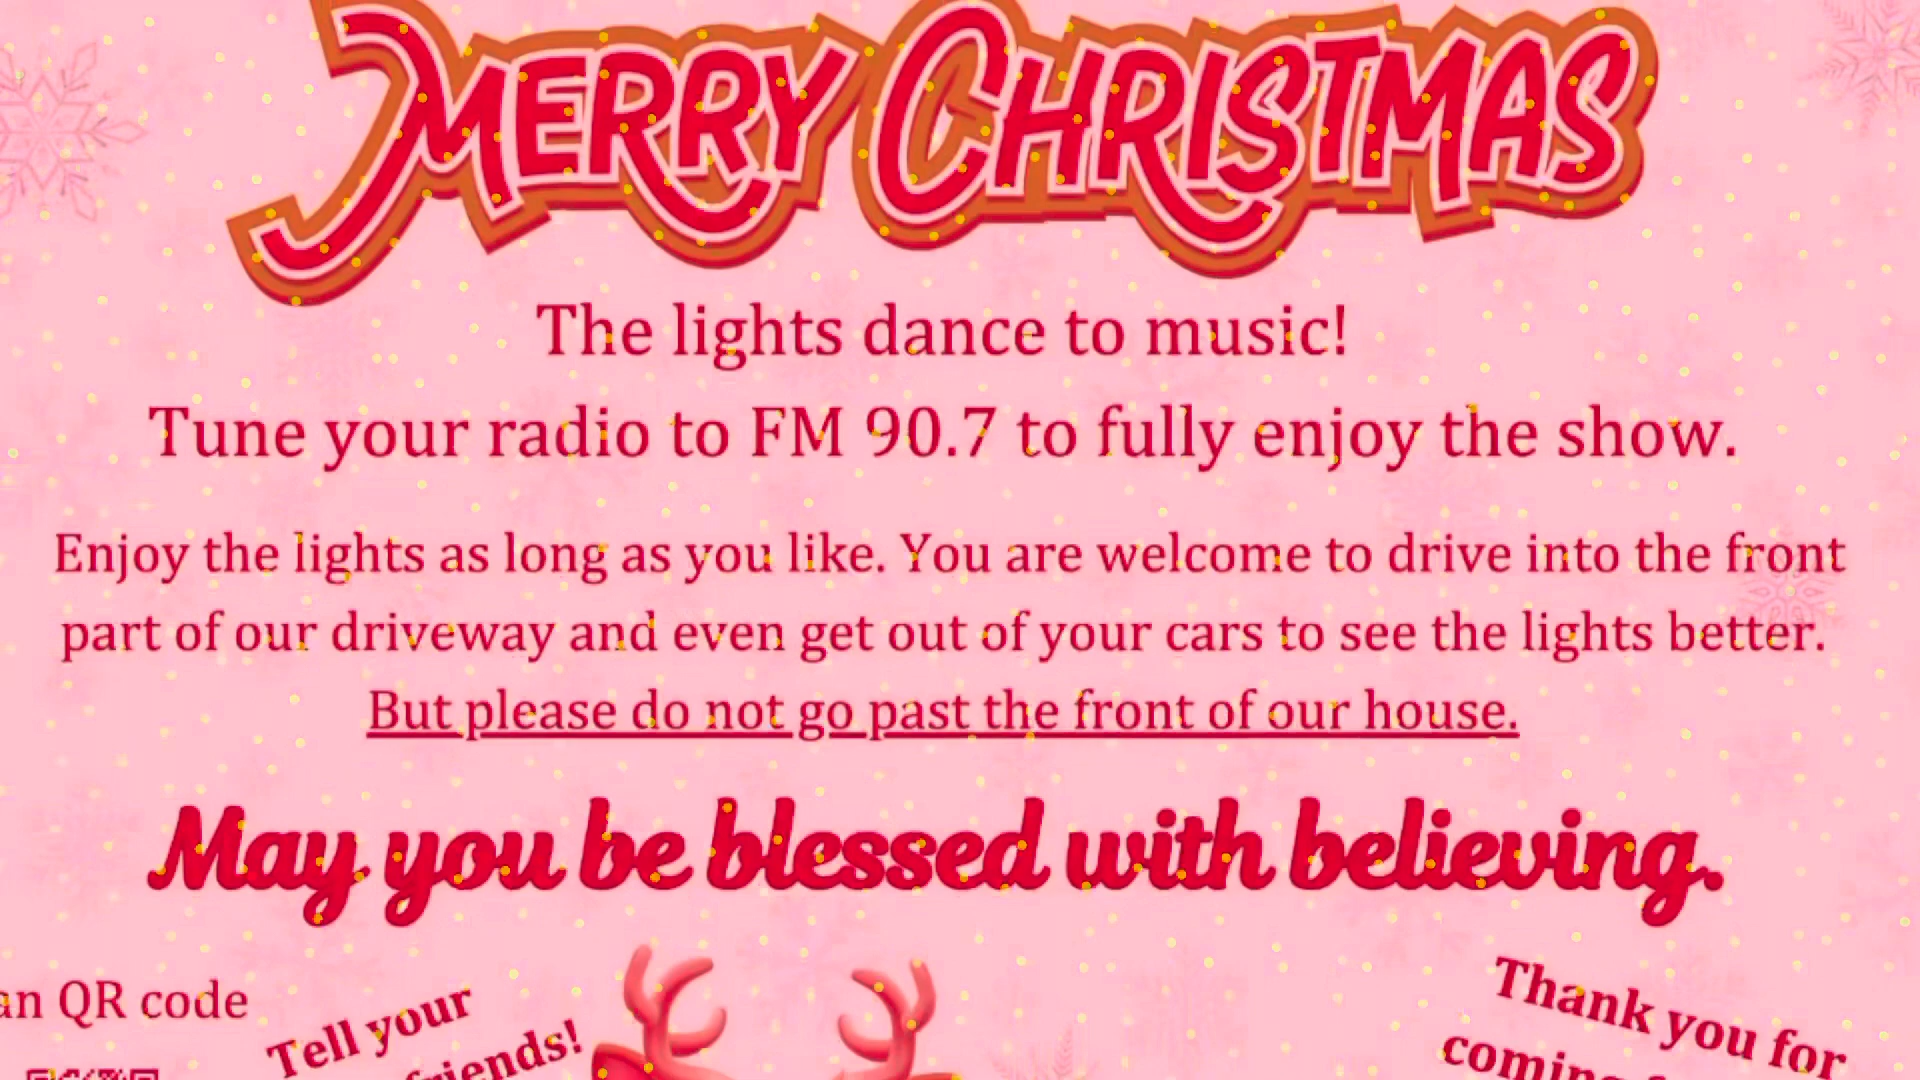 MERRY CHRISTMAS
The lights dance to music!
Tune your radio to FM 90.7 to fully enjoy the show.
Enjoy the lights as long as you like. You are welcome to drive into the front
part of our driveway and even get out of your cars to see the lights better.
But please do not go past the front of our house.
May you be blessed with believing.
QR code
Tell your
friends!
Thank you for
coming